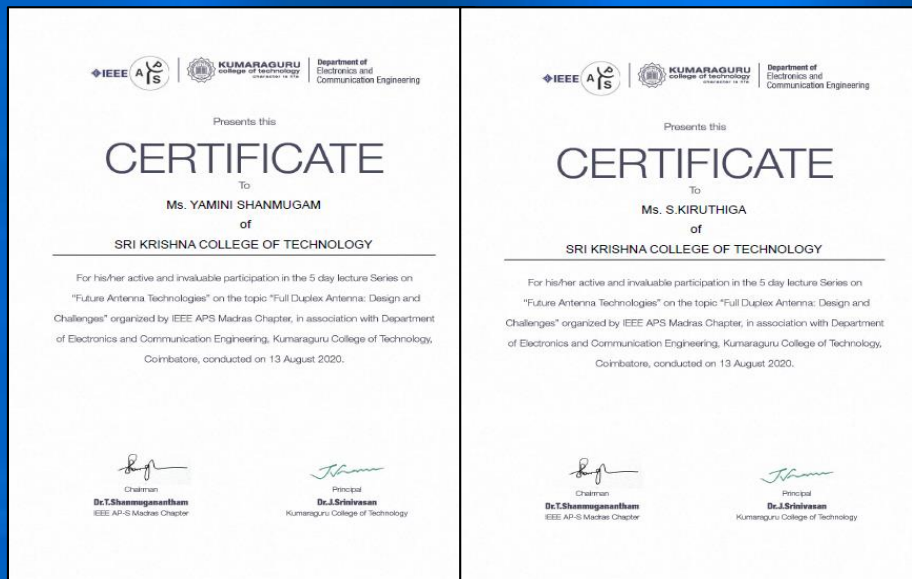 IEEE
A
S
KUMARAGURU
college of technology
character is life
Department of
Electronics and
Communication Engineering
Presents this
CERTIFICATE
To
Ms. YAMINI SHANMUGAM
of
SRI KRISHNA COLLEGE OF TECHNOLOGY
For his/her active and invaluable participation in the 5 day lecture Series on
"Future Antenna Technologies" on the topic "Full Duplex Antenna: Design and
Challenges" organized by IEEE APS Madras Chapter, in association with Department
of Electronics and Communication Engineering, Kumaraguru College of Technology,
Coimbatore, conducted on 13 August 2020.
Chairman
Dr.T.Shanmuganantham
IEEE AP-S Madras Chapter
Principal
Dr.J.Srinivasan
Kumaraguru College of Technology
IEEE
A
S
KUMARAGURU
college of technology
character is life
Department of
Electronics and
Communication Engineering
Presents this
CERTIFICATE
To
Ms. S.KIRUTHIGA
of
SRI KRISHNA COLLEGE OF TECHNOLOGY
For his/her active and invaluable participation in the 5 day lecture Series on
"Future Antenna Technologies" on the topic "Full Duplex Antenna: Design and
Challenges" organized by IEEE APS Madras Chapter, in association with Department
of Electronics and Communication Engineering, Kumaraguru College of Technology,
Coimbatore, conducted on 13 August 2020.
Chairman
Dr.T.Shanmuganantham
IEEE AP-S Madras Chapter
Principal
Dr.J.Srinivasan
Kumaraguru College of Technology